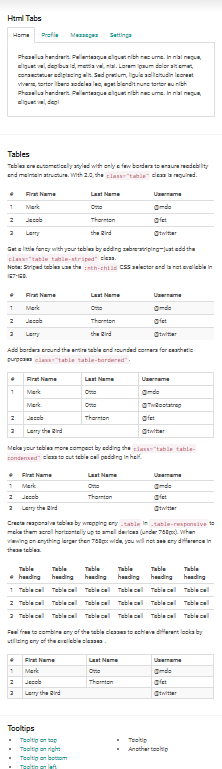 Html Tabs
Home Profile Messages Settings
Phasellus hendrerit. Pellentesque aliquet nibh nec urna. In nisi neque,
aliquet vel, dapibus id, mattis vel, nisi. Lorem ipsum dolor sit amet,
consectetuer adipiscing elit. Sed pretium, ligula sollicitudin laoreet
viverra, tortor libero sodales leo, eget blandit nunc tortor eu nibh
Phasellus hendrerit. Pellentesque aliquet nibh nec urna. In nisi neque,
aliquet vel, dapi
Tables
Tables are automatically styled with only a few borders to ensure readability
and maintain structure. With 2.0, the class="table" class is required.
# First Name Last Name Username
1 Mark Otto @mdo
2 Jacob Thornton @fat
3 Larry the Bird @twitter
Get a little fancy with your tables by adding zebra-striping—just add the
class="table table-striped" class.
Note: Striped tables use the :nth-child CSS selector and is not available in
IE7-IE8.
# First Name Last Name Username
1 Mark Otto @mdo
2 Jacob Thornton @fat
3 Larry the Bird @twitter
Add borders around the entire table and rounded corners for aesthetic
purposes class="table table-bordered".
# First Name Last Name Username
1 Mark Otto @mdo
Mark Otto @TwBootstrap
2 Jacob Thornton @fat
3 Larry the Bird @twitter
Make your tables more compact by adding the class="table table-
condensed" class to cut table cell padding in half.
# First Name Last Name Username
1 Mark Otto @mdo
2 Jacob Thornton @fat
3 Larry the Bird @twitter
Create responsive tables by wrapping any .table in .table-responsive to
make them scroll horizontally up to small devices (under 768px). When
viewing on anything larger than 768px wide, you will not see any difference in
these tables.
Table Table Table Table Table Table
# heading heading heading heading heading heading
1 Table cell Table cell Table cell Table cell Table cell Table cell
2 Table cell Table cell Table cell Table cell Table cell Table cell
3 Table cell Table cell Table cell Table cell Table cell Table cell
Feel free to combine any of the table classes to achieve different looks by
utilizing any of the available classes .
# First Name Last Name Username
1 Mark Otto @mdo
2 Jacob Thornton @fat
3 Larry the Bird @twitter
Tooltips
• Tooltip on top
• Tooltip on right
• Tooltip on bottom
• Tooltip on left
• Tooltip
• Another tooltip